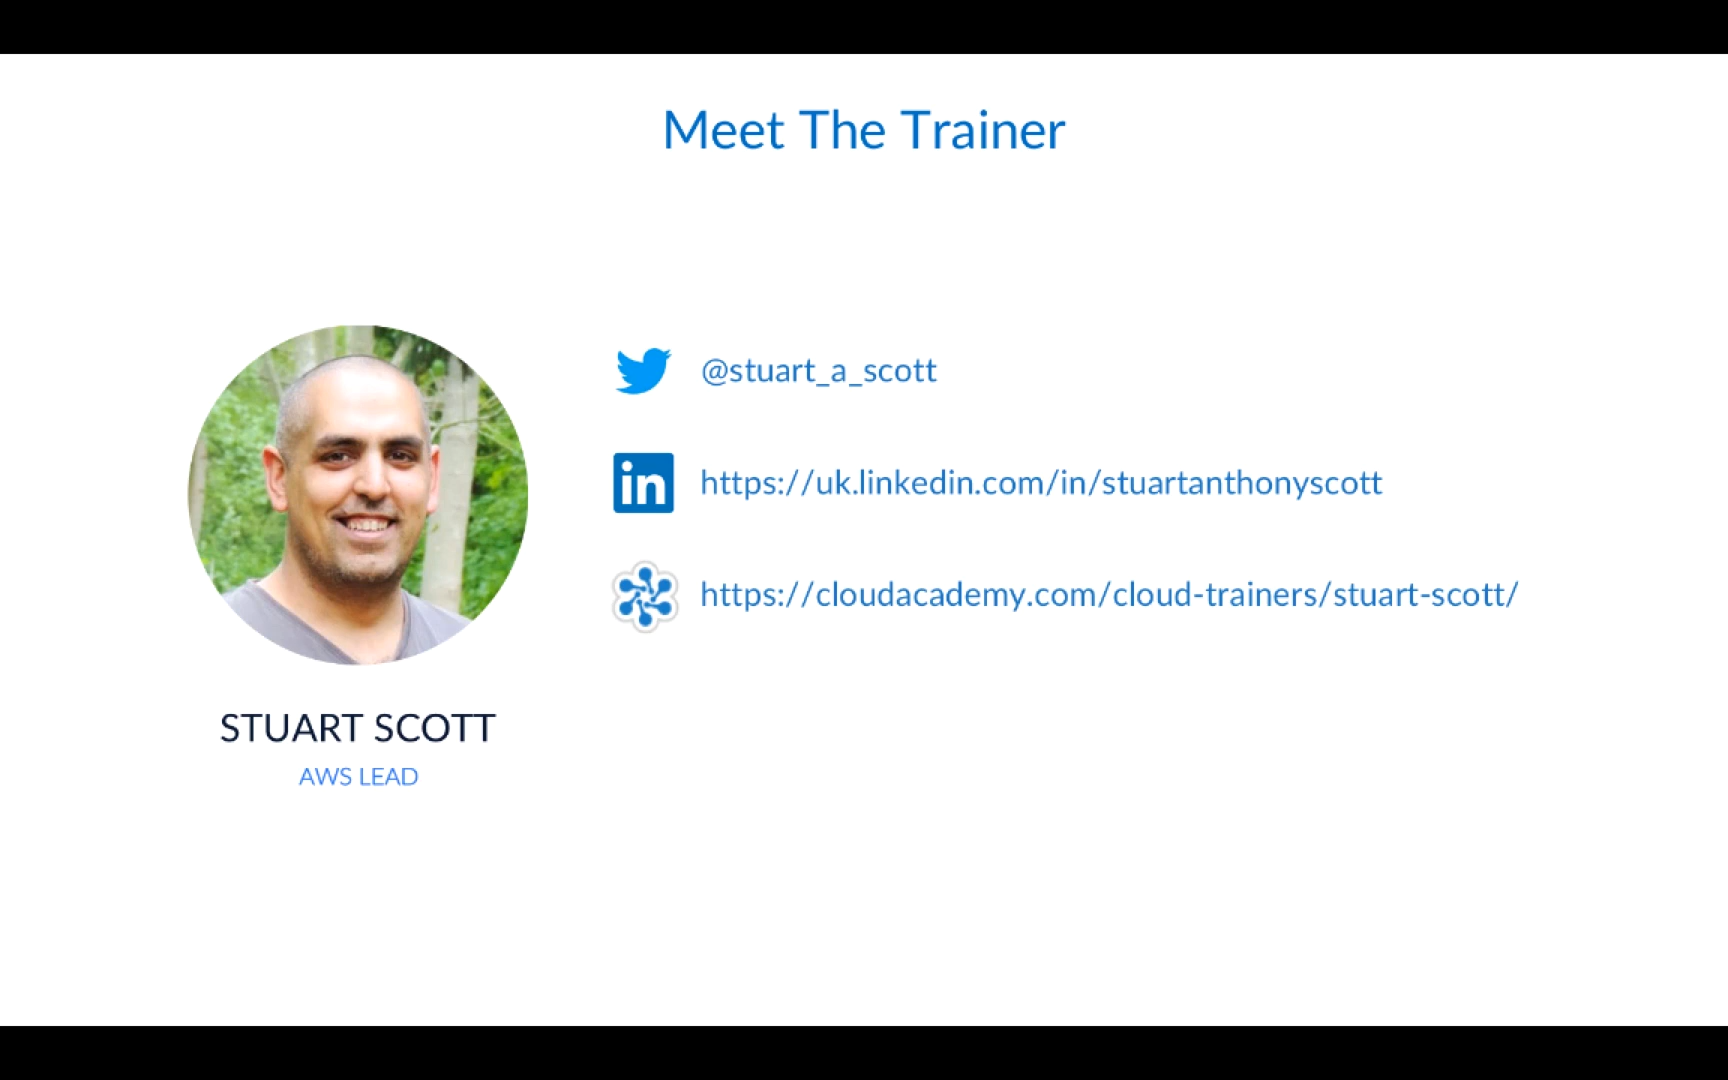 Meet The Trainer
@stuart_a_scott
in https://uk.linkedin.com/in/stuartanthonyscott
https://cloudacademy.com/cloud-trainers/stuart-scott/
STUART SCOTT
AWS LEAD